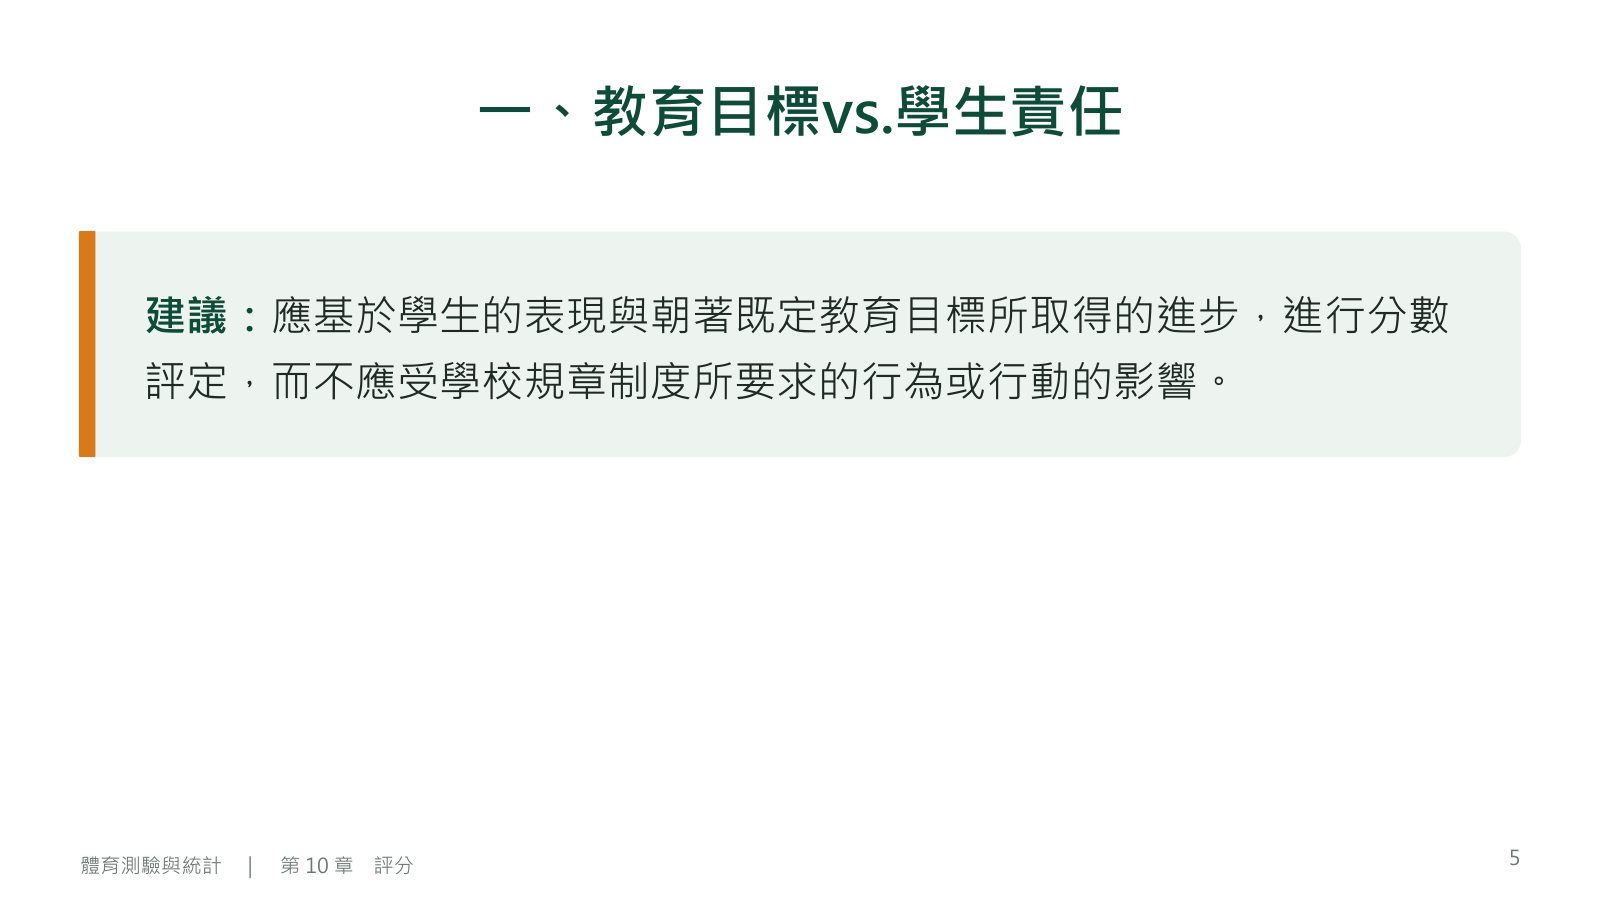 一、教育目標vs.學生責任
建議：應基於學生的表現與朝著既定教育目標所取得的進步，進行分數
評定，而不應受學校規章制度所要求的行為或行動的影響。
體育測驗與統計　|　第 10 章　評分
5